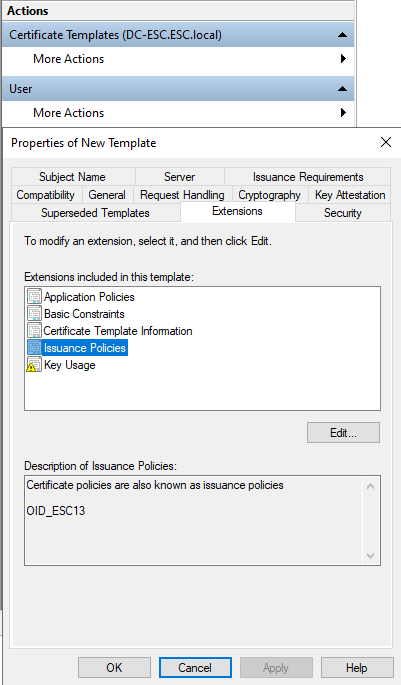 Actions
Certificate Templates (DC-ESC.ESC.local)
More Actions
User
More Actions
Properties of New Template
Subject Name Server Issuance Requirements
Compatibility General Request Handling Cryptography Key Attestation
Superseded Templates Extensions Security
To modify an extension, select it, and then click Edit.
Extensions included in this template:
Application Policies
Basic Constraints
Certificate Template Information
Issuance Policies
Key Usage
Edit...
Description of Issuance Policies:
Certificate policies are also known as issuance policies
OID_ESC13
OK Cancel Apply Help